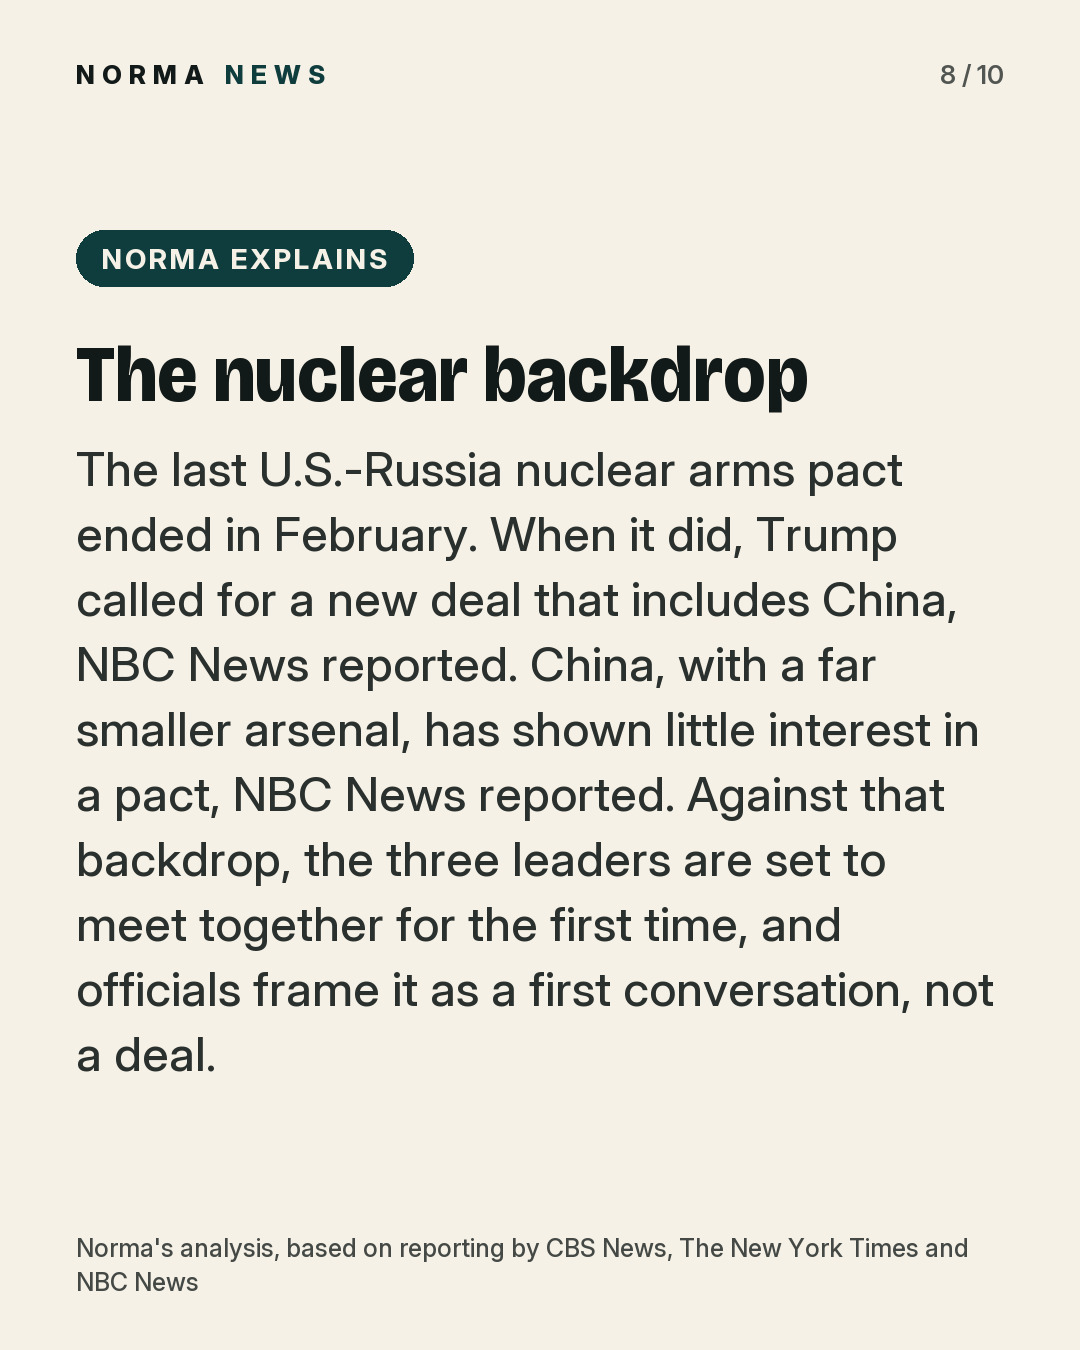 NORMA NEWS
8 / 10
NORMA EXPLAINS
The nuclear backdrop
The last U.S.-Russia nuclear arms pact
ended in February. When it did, Trump
called for a new deal that includes China,
NBC News reported. China, with a far
smaller arsenal, has shown little interest in
a pact, NBC News reported. Against that
backdrop, the three leaders are set to
meet together for the first time, and
officials frame it as a first conversation, not
a deal.
Norma's analysis, based on reporting by CBS News, The New York Times and
NBC News